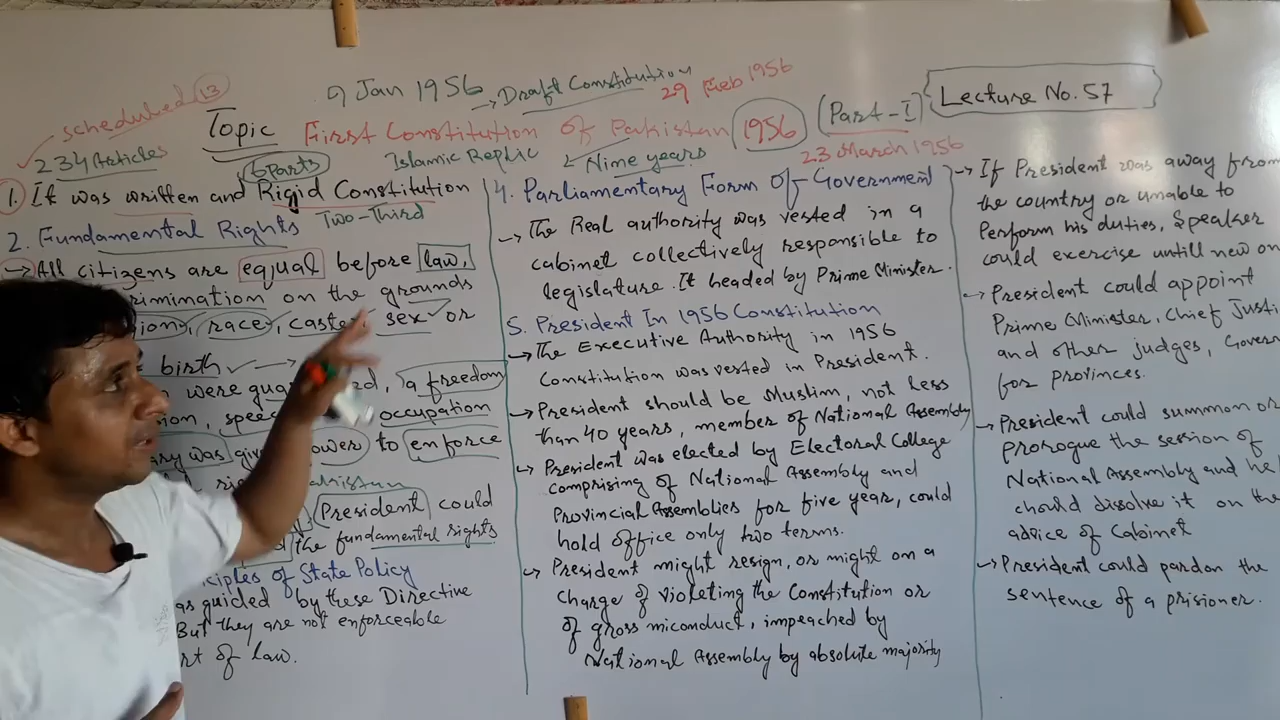 9 Jan 1956 → Draft Constitution
29 Feb 1956
Lecture No. 57
scheduled 13
Topic First Constitution of Pakistan 1956 (Part-I)
234 Articles
6 Parts
Islamic Replic
Nime years
23 March 1956
1. It was written and Rigid Constitution
Two-Third
2. Fundamental Rights
→ All citizens are equal before law,
rimination on the grounds
race, caste, sex or
birth
were, a freedom
occupation
was power to enforce
President could
the fundamental rights
ciples of State Policy
as guided by these Directive
But they are not enforceable
rt of law.
4. Parliamentary Form Of Government
→ The Real authority was vested in a
cabinet collectively responsible to
legislature. It headed by Prime Minister.
5. President In 1956 Constitution
→ The Executive Authority in 1956
Constitution was vested in President.
→ President should be Muslim, not less
than 40 years, member of National Assembly
→ President was elected by Electoral College
comprising of National Assembly and
Provincial Assemblies for five year, could
hold office only two terms.
→ President might resign, or might on a
charge of violeting the Constitution or
of gross miconduct, impeached by
National Assembly by absolute majority
→ If President was away from
the country or unable to
Perform his duties, Speaker
could exercise untill new on
→ President could appoint
Prime Minister, Chief Justi
and other judges, Govern
for Provinces.
→ President could summon or
prorogue the session of
National Assembly and he
should dissolve it on the
advice of Cabinet
→ President could pardon the
sentence of a prisioner.